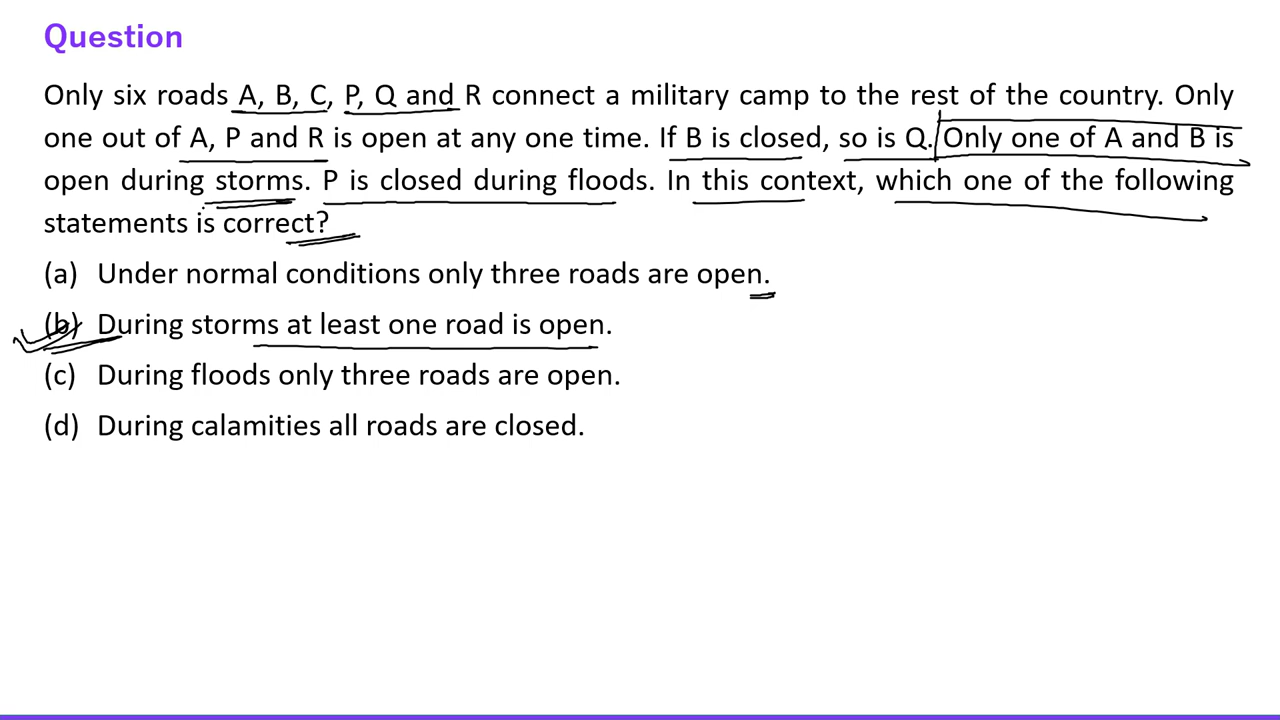 Question
Only six roads A, B, C, P, Q and R connect a military camp to the rest of the country. Only
one out of A, P and R is open at any one time. If B is closed, so is Q. Only one of A and B is
open during storms. P is closed during floods. In this context, which one of the following
statements is correct?
(a) Under normal conditions only three roads are open.
(b) During storms at least one road is open.
(c) During floods only three roads are open.
(d) During calamities all roads are closed.